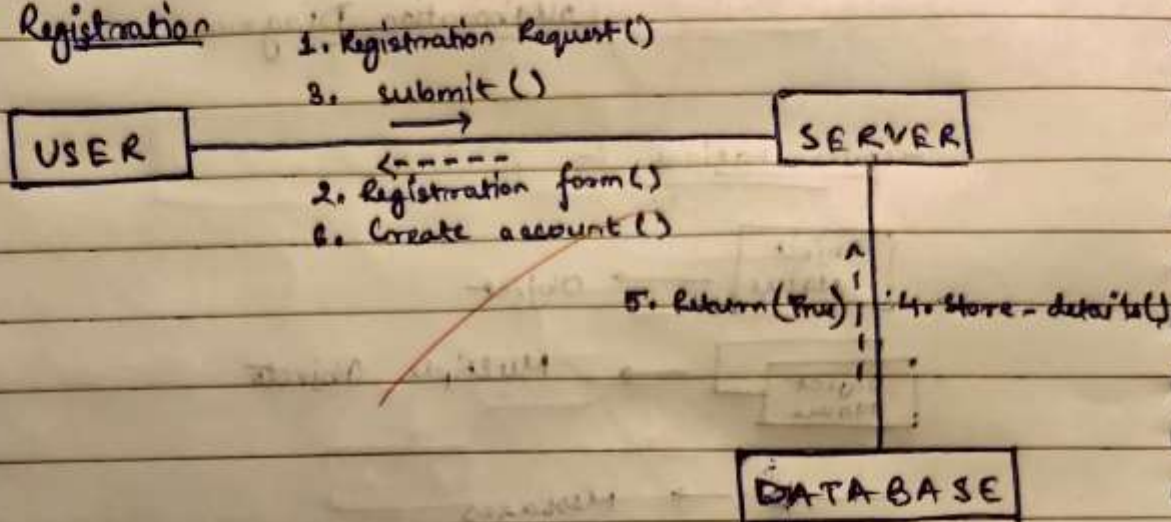 Registration
1. Registration Request()
3. submit()
USER
SERVER
2. Registration form()
6. Create account()
5. Return(True)
4. Store-details()
DATABASE